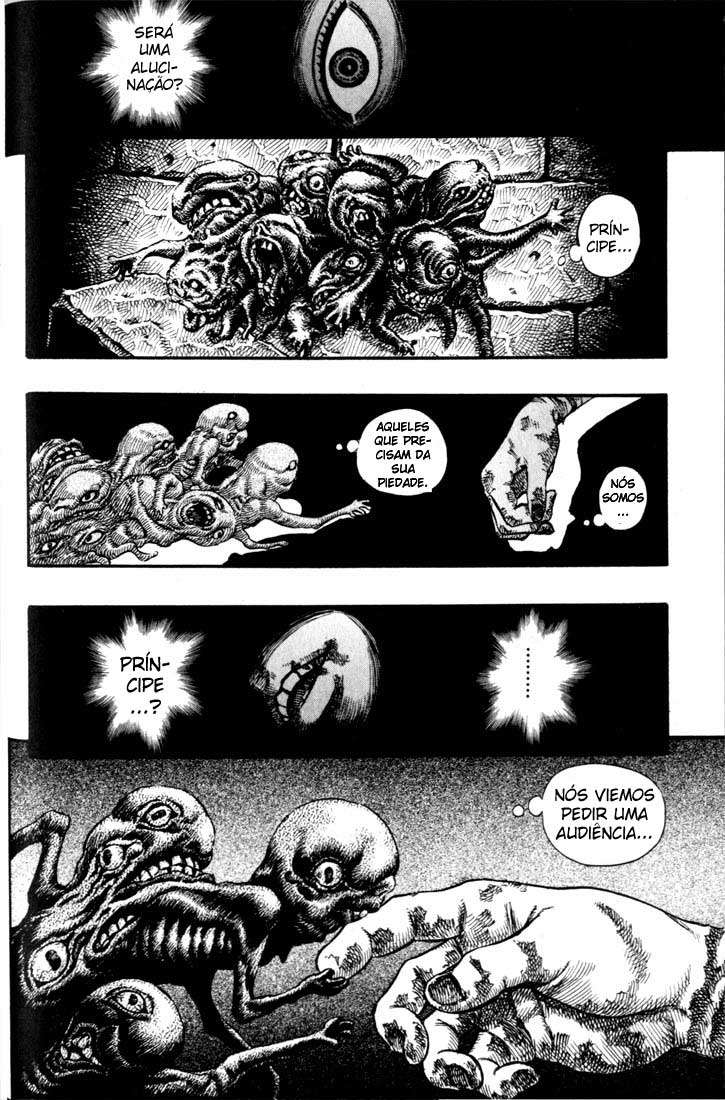 SERÁ
UMA
ALUCI-
NAÇÃO?
PRÍN-
CIPE...
NÓS
SOMOS
...
AQUELES
QUE PRE-
CISAM DA
SUA
PIEDADE.
........
PRÍN-
CIPE
...?
NÓS VIEMOS
PEDIR UMA
AUDIÊNCIA...